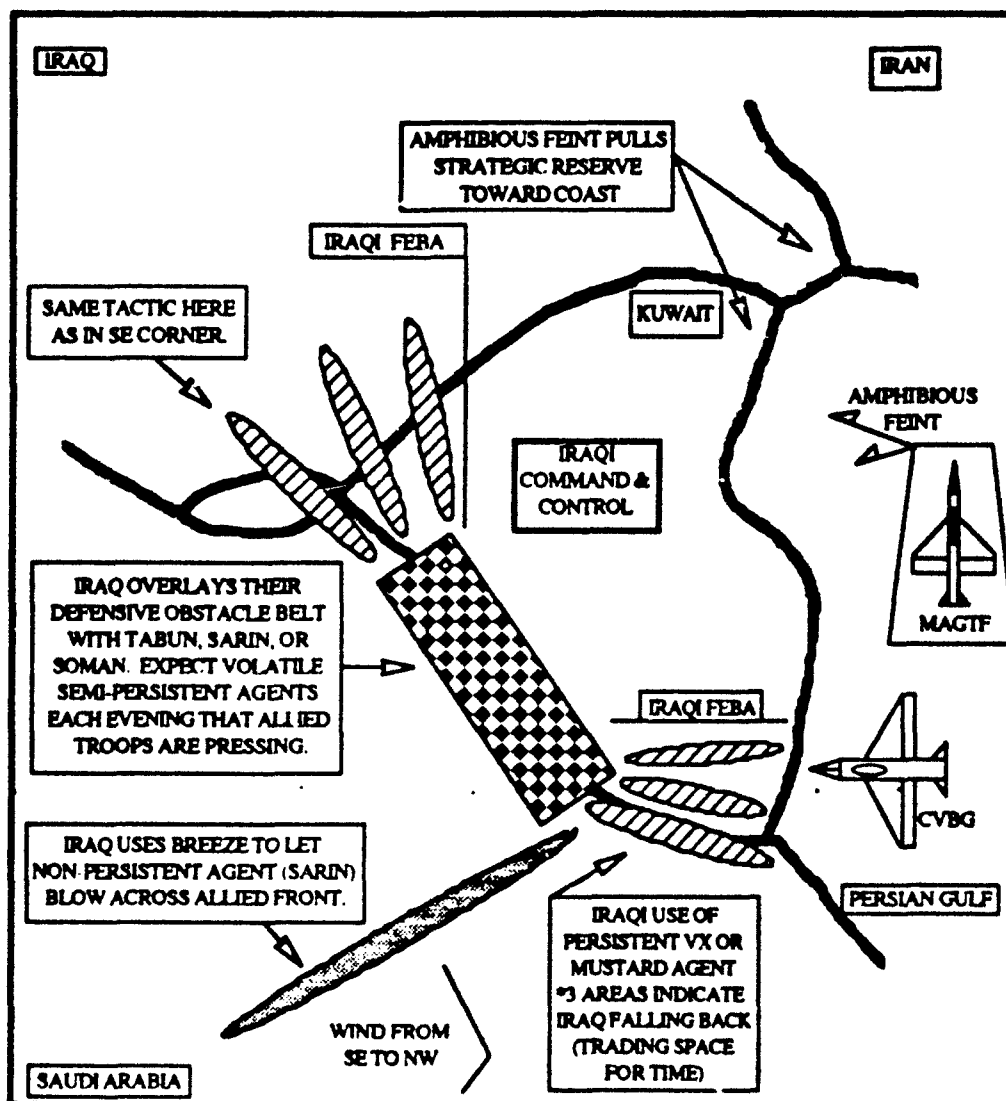 IRAQ
IRAN
AMPHIBIOUS FEINT PULLS
STRATEGIC RESERVE
TOWARD COAST
IRAQI FEBA
SAME TACTIC HERE
AS IN SE CORNER
KUWAIT
AMPHIBIOUS
FEINT
IRAQI
COMMAND &
CONTROL
MAGTF
IRAQ OVERLAYS THEIR
DEFENSIVE OBSTACLE BELT
WITH TABUN, SARIN, OR
SOMAN. EXPECT VOLATILE
SEMI-PERSISTENT AGENTS
EACH EVENING THAT ALLIED
TROOPS ARE PRESSING.
IRAQI FEBA
CVBG
IRAQ USES BREEZE TO LET
NON-PERSISTENT AGENT (SARIN)
BLOW ACROSS ALLIED FRONT.
PERSIAN GULF
IRAQI USE OF
PERSISTENT VX OR
MUSTARD AGENT
*3 AREAS INDICATE
IRAQ FALLING BACK
(TRADING SPACE
FOR TIME)
WIND FROM
SE TO NW
SAUDI ARABIA